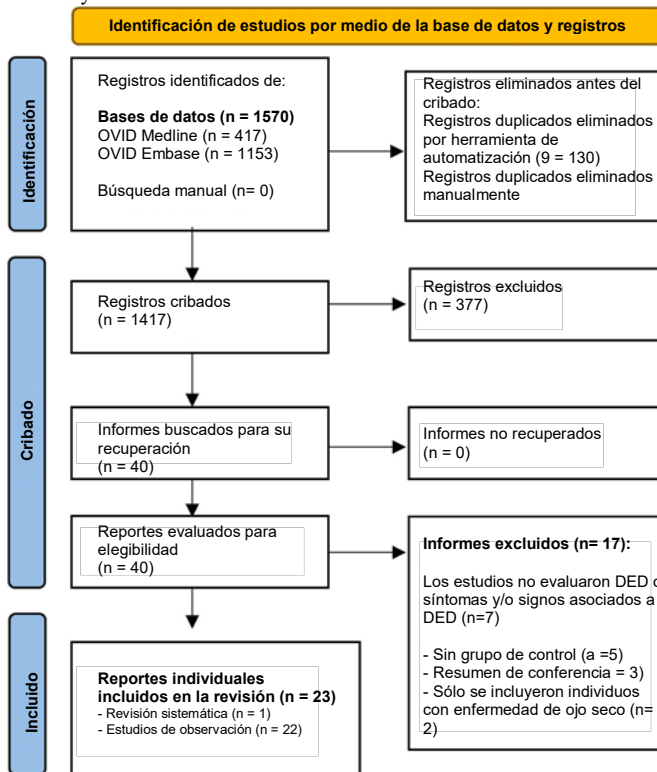 Identificación de estudios por medio de la base de datos y registros
Identificación
Registros identificados de:
Bases de datos (n = 1570)
OVID Medline (n = 417)
OVID Embase (n = 1153)
Búsqueda manual (n= 0)
Registros eliminados antes del
cribado:
Registros duplicados eliminados
por herramienta de
automatización (9 = 130)
Registros duplicados eliminados
manualmente
Cribado
Registros cribados
(n = 1417)
Registros excluidos
(n = 377)
Informes buscados para su
recuperación
(n = 40)
Informes no recuperados
(n = 0)
Reportes evaluados para
elegibilidad
(n = 40)
Informes excluidos (n= 17):
Los estudios no evaluaron DED
síntomas y/o signos asociados a
DED (n=7)
- Sin grupo de control (a =5)
- Resumen de conferencia = 3)
- Sólo se incluyeron individuos
con enfermedad de ojo seco (n=
2)
Incluido
Reportes individuales
incluidos en la revisión (n = 23)
- Revisión sistemática (n = 1)
- Estudios de observación (n = 22)